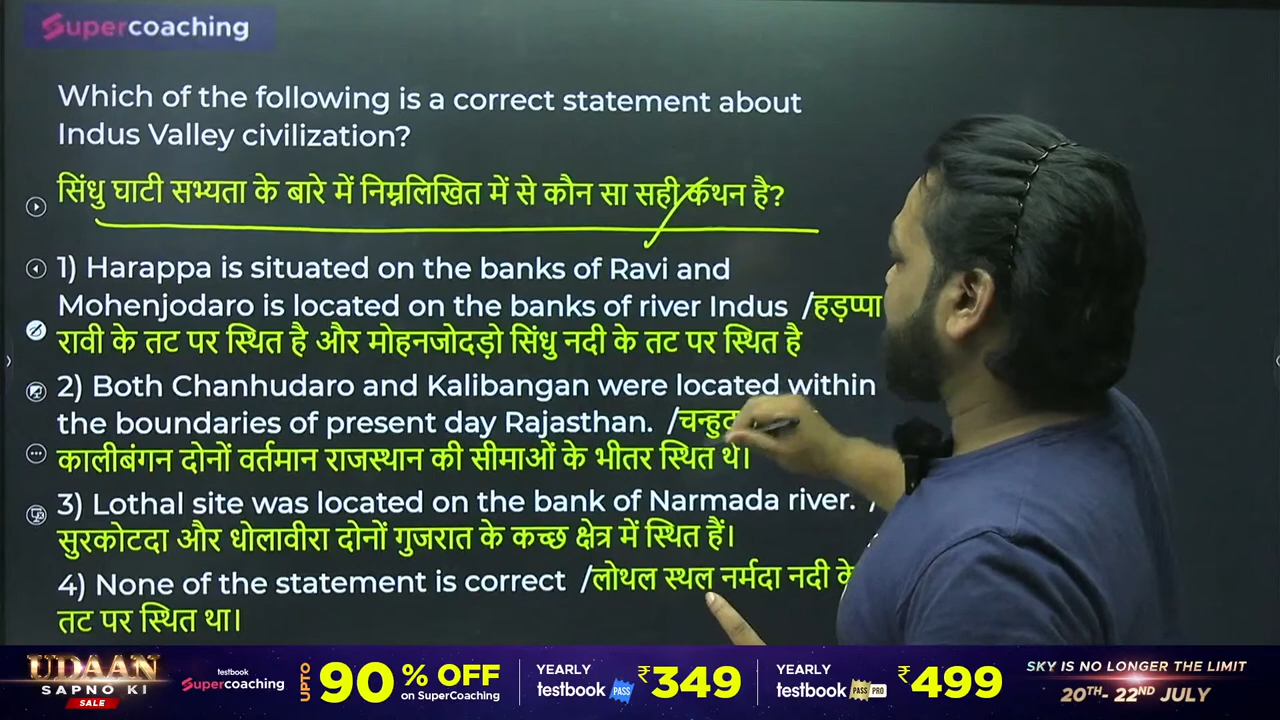 Supercoaching
Which of the following is a correct statement about
Indus Valley civilization?
सिंधु घाटी सभ्यता के बारे में निम्नलिखित में से कौन सा सही कथन है?
1) Harappa is situated on the banks of Ravi and
Mohenjodaro is located on the banks of river Indus /हड़प्पा
रावी के तट पर स्थित है और मोहनजोदड़ो सिंधु नदी के तट पर स्थित है
2) Both Chanhudaro and Kalibangan were located within
the boundaries of present day Rajasthan. /
कालीबंगन दोनों वर्तमान राजस्थान की सीमाओं के भीतर स्थित थे।
3) Lothal site was located on the bank of Narmada river. /
सुरकोटदा और धोलावीरा दोनों गुजरात के कच्छ क्षेत्र में स्थित हैं।
4) None of the statement is correct /लोथल स्थल नर्मदा नदी के
तट पर स्थित था।
UDAAN
SAPNO KI
SALE
testbook
Supercoaching
UPTO 90% OFF
on SuperCoaching
YEARLY
testbook PASS ₹349
YEARLY
testbook PASS PRO ₹499
SKY IS NO LONGER THE LIMIT
20TH- 22ND JULY